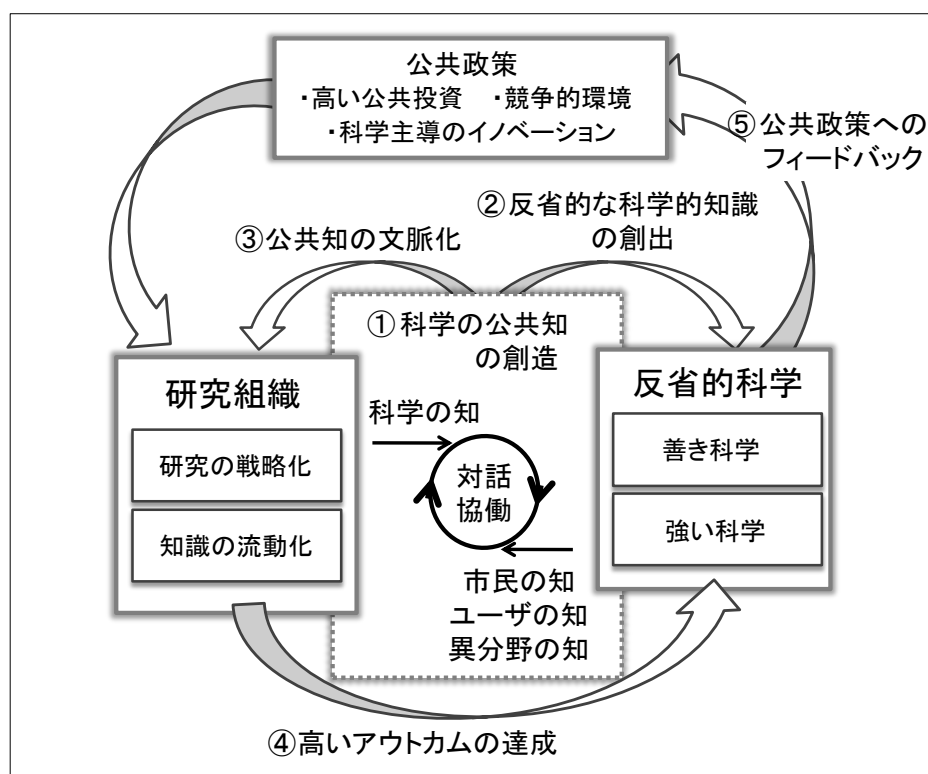 公共政策
・高い公共投資 ・競争的環境
・科学主導のイノベーション
⑤公共政策への
フィードバック
②反省的な科学的知識
の創出
③公共知の文脈化
①科学の公共知
の創造
研究組織
研究の戦略化
知識の流動化
科学の知
対話
協働
市民の知
ユーザの知
異分野の知
反省的科学
善き科学
強い科学
④高いアウトカムの達成